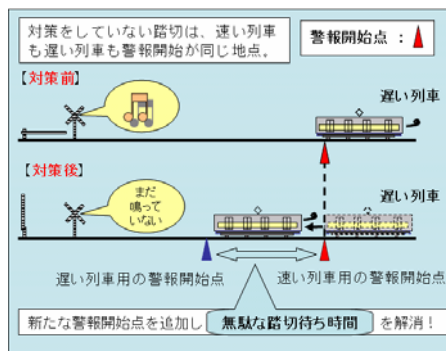 対策をしていない踏切は、速い列車
も遅い列車も警報開始が同じ地点。
警報開始点：
【対策前】
遅い列車
【対策後】
まだ
鳴って
いない
遅い列車
遅い列車用の警報開始点
速い列車用の警報開始点
新たな警報開始点を追加し 無駄な踏切待ち時間 を解消！